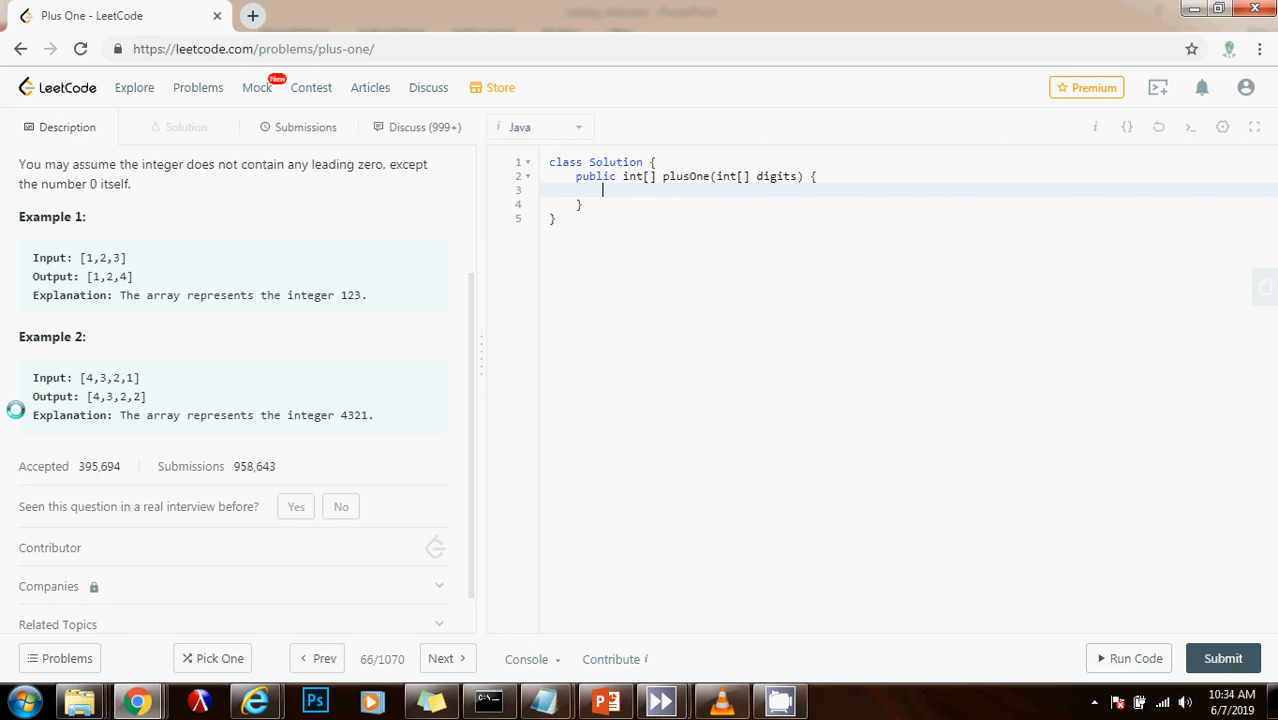 Plus One - LeetCode
coding_interview - PowerPoint
https://leetcode.com/problems/plus-one/
LeetCode Explore Problems Mock New Contest Articles Discuss Store Premium
Description Solution Submissions Discuss (999+) i Java i {} >_
You may assume the integer does not contain any leading zero, except
the number 0 itself.
Example 1:
Input: [1,2,3]
Output: [1,2,4]
Explanation: The array represents the integer 123.
Example 2:
Input: [4,3,2,1]
Output: [4,3,2,2]
Explanation: The array represents the integer 4321.
Accepted 395,694 Submissions 958,643
Seen this question in a real interview before? Yes No
Contributor
Companies
Related Topics
1 class Solution {
2 public int[] plusOne(int[] digits) {
3
4 }
5 }
Problems Pick One Prev 66/1070 Next Console Contribute i Run Code Submit
Ps
10:34 AM
6/7/2019